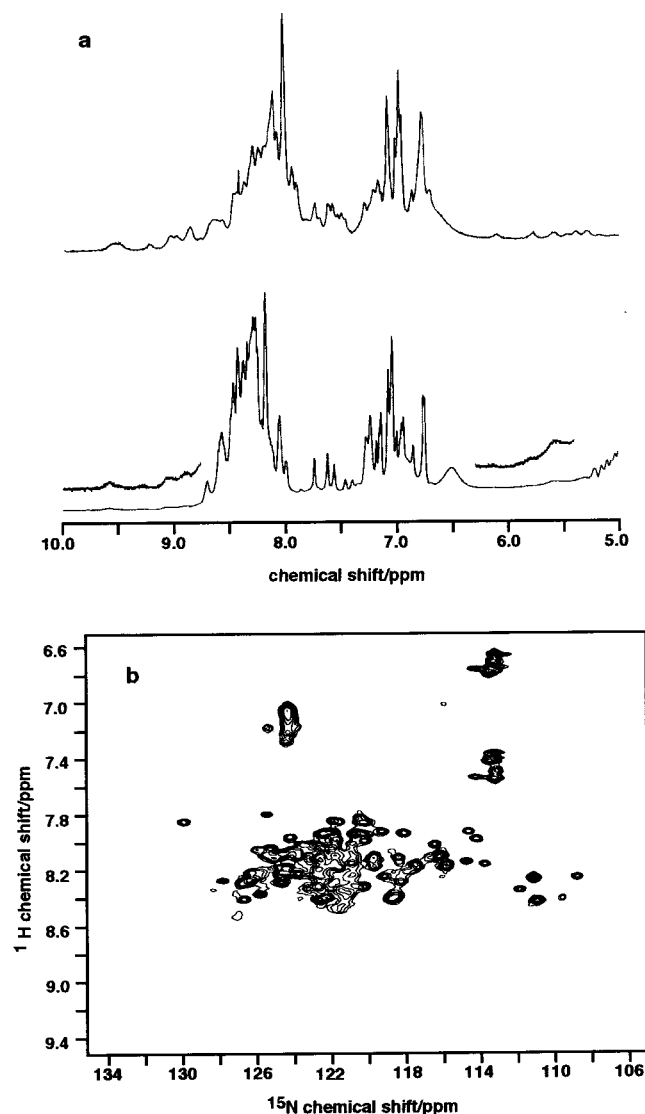 a
10.0 9.0 8.0 7.0 6.0 5.0
chemical shift/ppm
b
6.6
7.0
7.4
7.8
8.2
8.6
9.0
9.4
¹H chemical shift/ppm
134 130 126 122 118 114 110 106
¹⁵N chemical shift/ppm